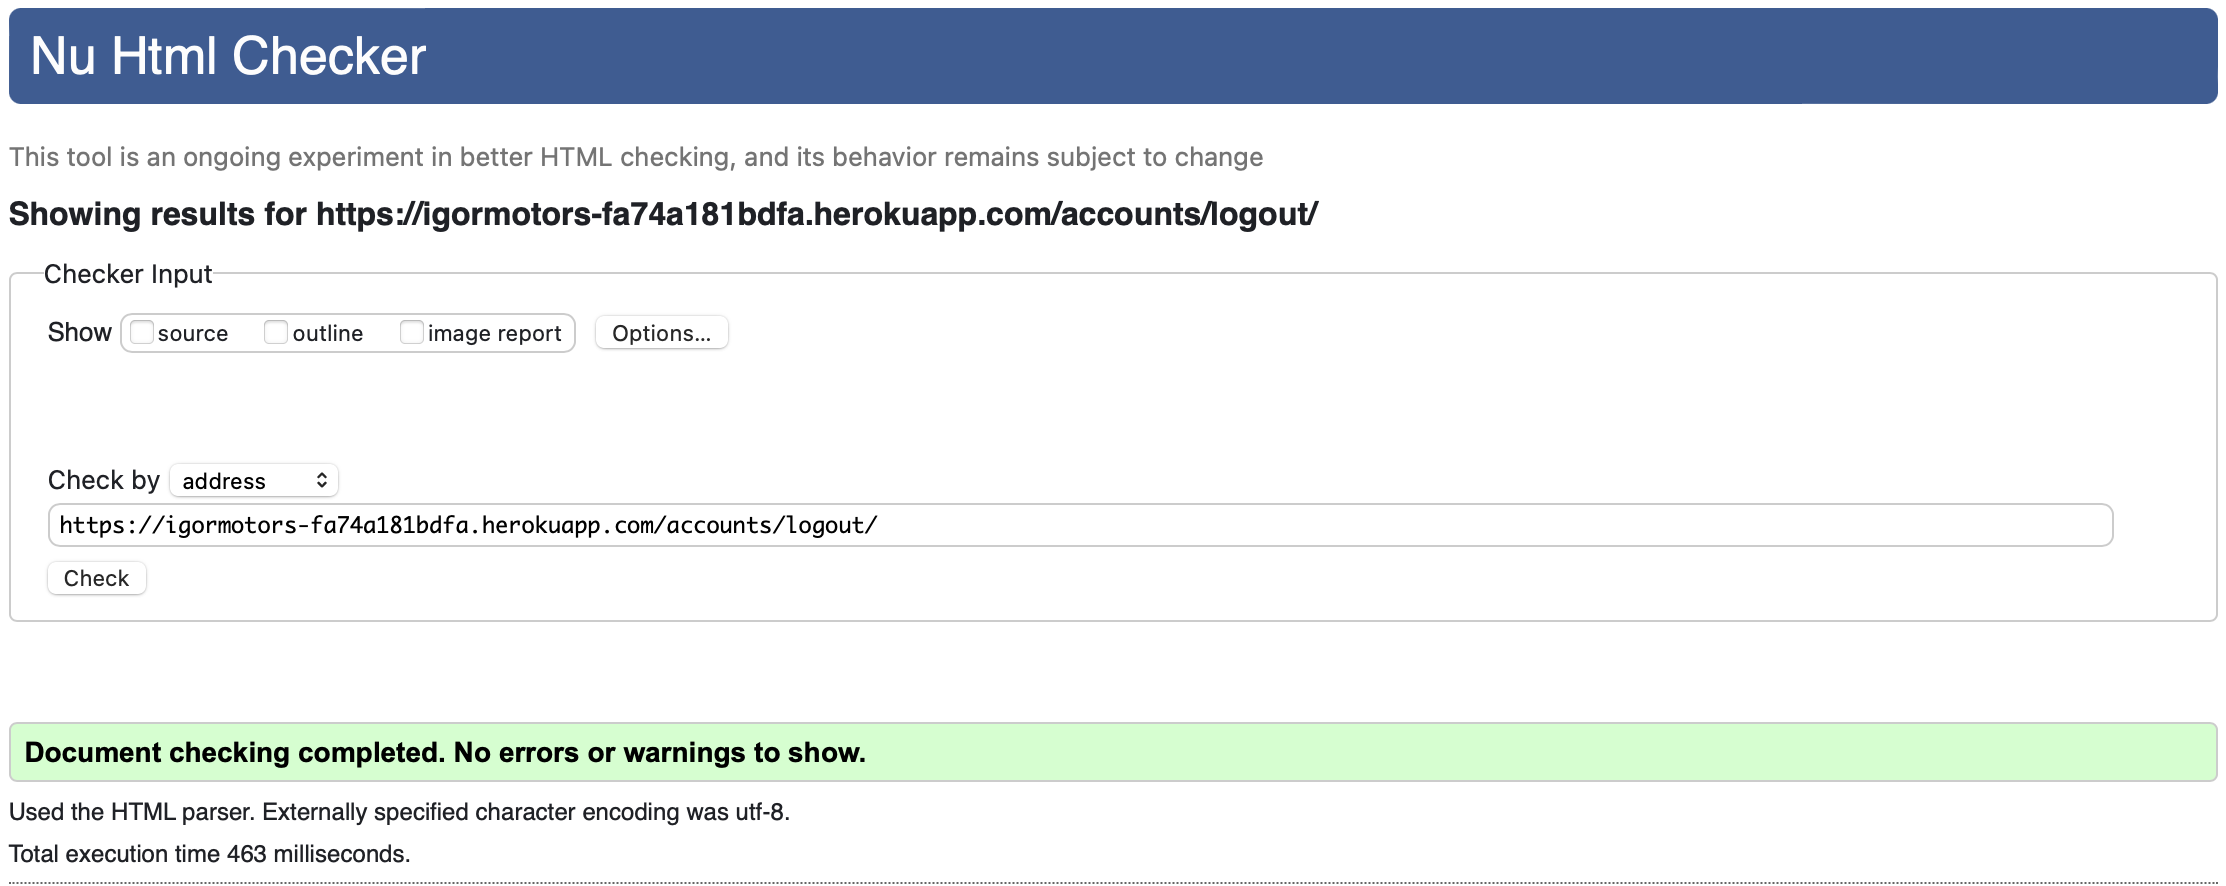 Nu Html Checker
This tool is an ongoing experiment in better HTML checking, and its behavior remains subject to change
Showing results for https://igormotors-fa74a181bdfa.herokuapp.com/accounts/logout/
Checker Input
Show source outline image report Options...
Check by address
https://igormotors-fa74a181bdfa.herokuapp.com/accounts/logout/
Check
Document checking completed. No errors or warnings to show.
Used the HTML parser. Externally specified character encoding was utf-8.
Total execution time 463 milliseconds.